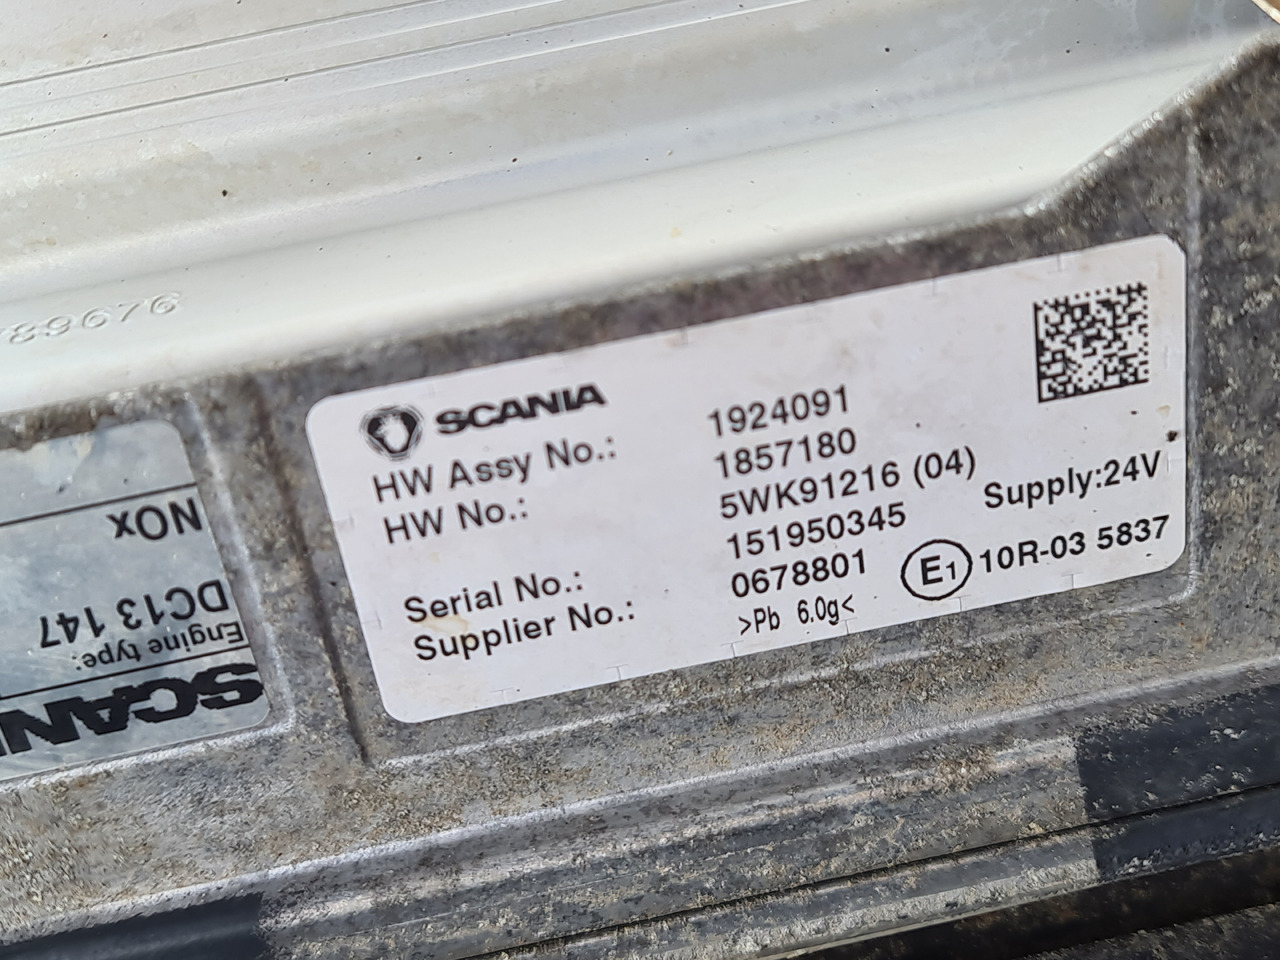 89676
SCANIA
HW Assy No.: 1924091
HW No.: 1857180
5WK91216 (04)
Serial No.: 151950345
Supply:24V
Supplier No.: 0678801
E1 10R-03 5837
>Pb 6.0g<
SCANI
Engine type:
DC13 147
NOx